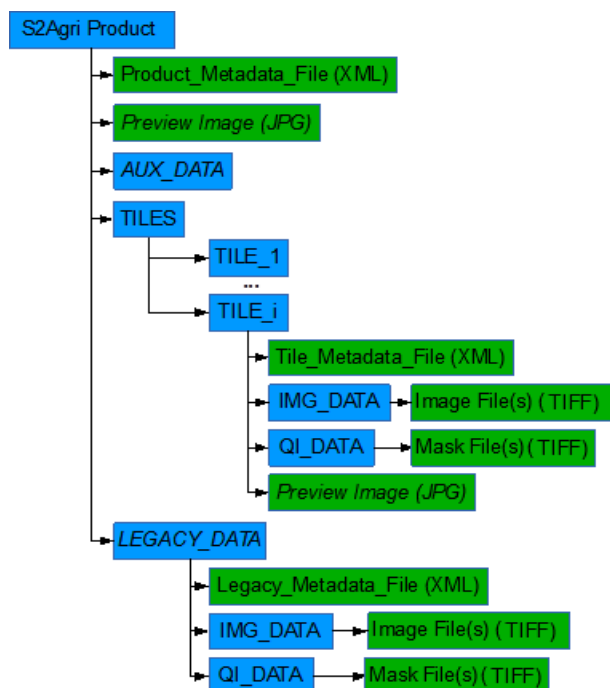 S2Agri Product
Product_Metadata_File (XML)
Preview Image (JPG)
AUX_DATA
TILES
TILE_1
...
TILE_i
Tile_Metadata_File (XML)
IMG_DATA Image File(s) (TIFF)
QI_DATA Mask File(s) (TIFF)
Preview Image (JPG)
LEGACY_DATA
Legacy_Metadata_File (XML)
IMG_DATA Image File(s) (TIFF)
QI_DATA Mask File(s) (TIFF)